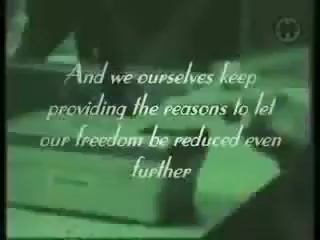 And we ourselves keep
providing the reasons to let
our freedom be reduced even
further